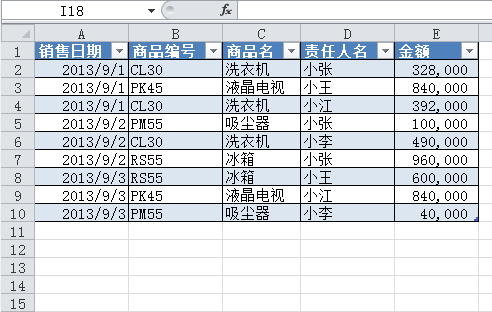 I18 fx
A B C D E
1 销售日期 商品编号 商品名 责任人名 金额
2 2013/9/1 CL30 洗衣机 小张 328,000
3 2013/9/1 PK45 液晶电视 小王 840,000
4 2013/9/1 CL30 洗衣机 小江 392,000
5 2013/9/2 PM55 吸尘器 小张 100,000
6 2013/9/2 CL30 洗衣机 小李 490,000
7 2013/9/2 RS55 冰箱 小张 960,000
8 2013/9/3 RS55 冰箱 小王 600,000
9 2013/9/3 PK45 液晶电视 小江 840,000
10 2013/9/3 PM55 吸尘器 小李 40,000
11
12
13
14
15